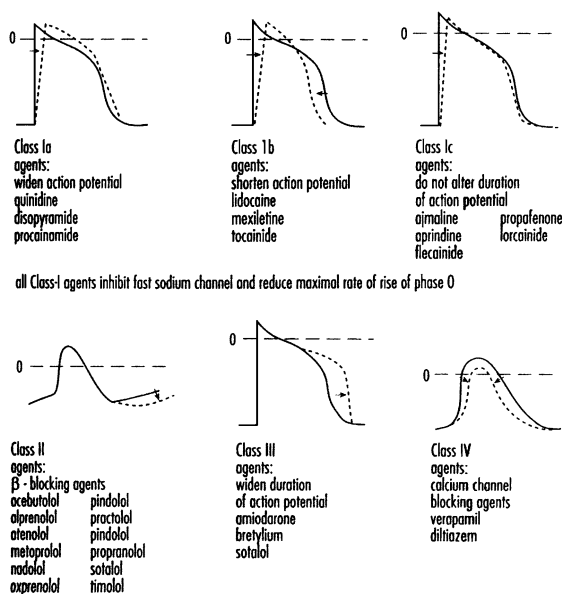 0
0
0
Class Ia
agents:
widen action potential
quinidine
disopyramide
procainamide
Class 1b
agents:
shorten action potential
lidocaine
mexiletine
tocainide
Class Ic
agents:
do not alter duration
of action potential
ajmaline propafenone
aprindine lorcainide
flecainide
all Class-I agents inhibit fast sodium channel and reduce maximal rate of rise of phase 0
0
0
0
Class II
agents:
β - blocking agents
acebutolol pindolol
alprenolol practolol
atenolol pindolol
metoprolol propranolol
nadolol sotalol
oxprenolol timolol
Class III
agents:
widen duration
of action potential
amiodarone
bretylium
sotalol
Class IV
agents:
calcium channel
blocking agents
verapamil
diltiazem